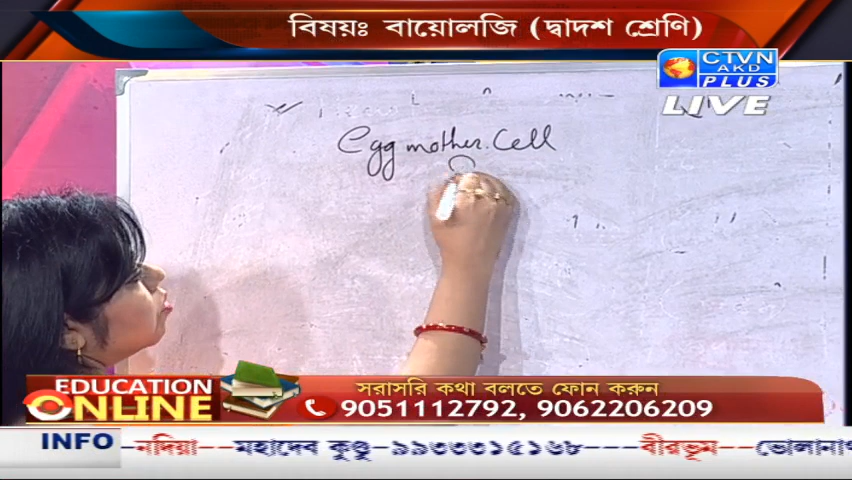 বিষয়ঃ বায়োলজি (দ্বাদশ শ্রেণি)
CTVN
AKD
PLUS
LIVE
Egg mother cell
EDUCATION
ONLINE
সরাসরি কথা বলতে ফোন করুন
9051112792, 9062206209
INFO -নদিয়া--মহাদেব কুণ্ডু-৯৯৩৩৩১৫১৬৮---বীরভূম--ভোলানাথ